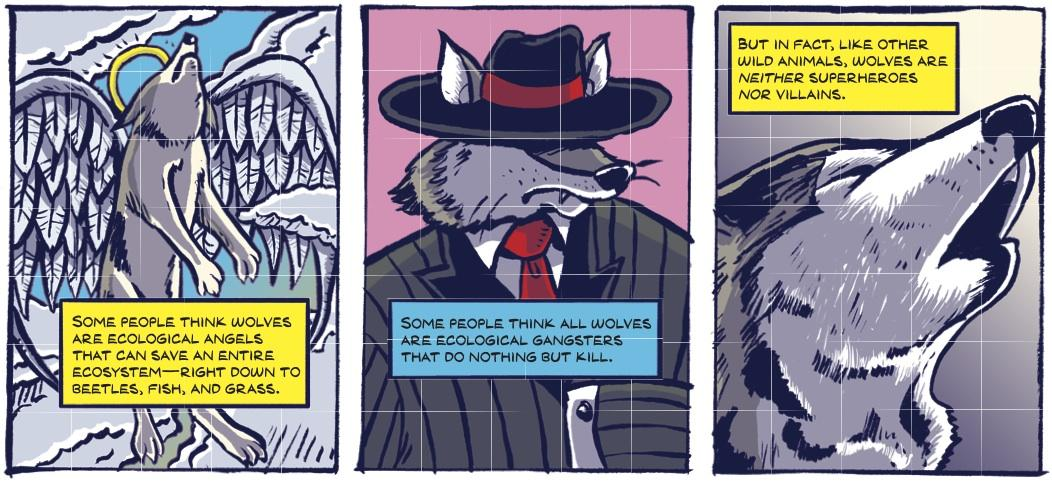 SOME PEOPLE THINK WOLVES
ARE ECOLOGICAL ANGELS
THAT CAN SAVE AN ENTIRE
ECOSYSTEM—RIGHT DOWN TO
BEETLES, FISH, AND GRASS.
SOME PEOPLE THINK ALL WOLVES
ARE ECOLOGICAL GANGSTERS
THAT DO NOTHING BUT KILL.
BUT IN FACT, LIKE OTHER
WILD ANIMALS, WOLVES ARE
NEITHER SUPERHEROES
NOR VILLAINS.